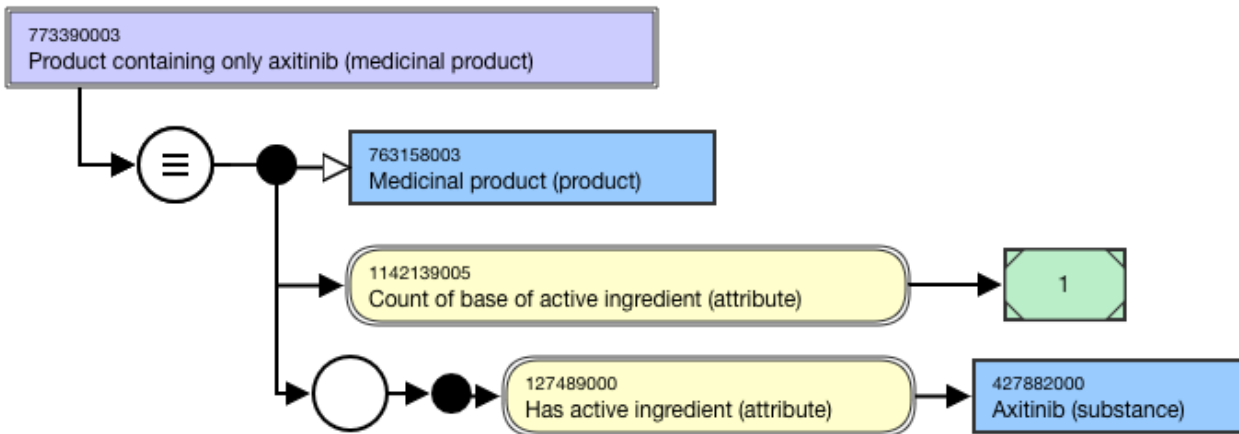 773390003
Product containing only axitinib (medicinal product)
763158003
Medicinal product (product)
1142139005
Count of base of active ingredient (attribute)
1
127489000
Has active ingredient (attribute)
427882000
Axitinib (substance)